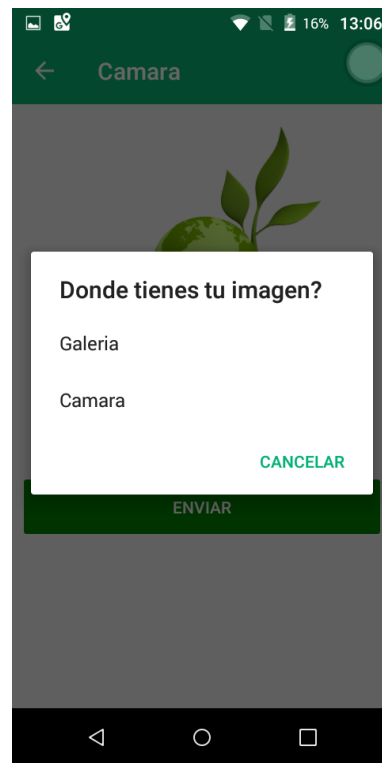 16% 13:06
Camara
Donde tienes tu imagen?
Galeria
Camara
CANCELAR
ENVIAR